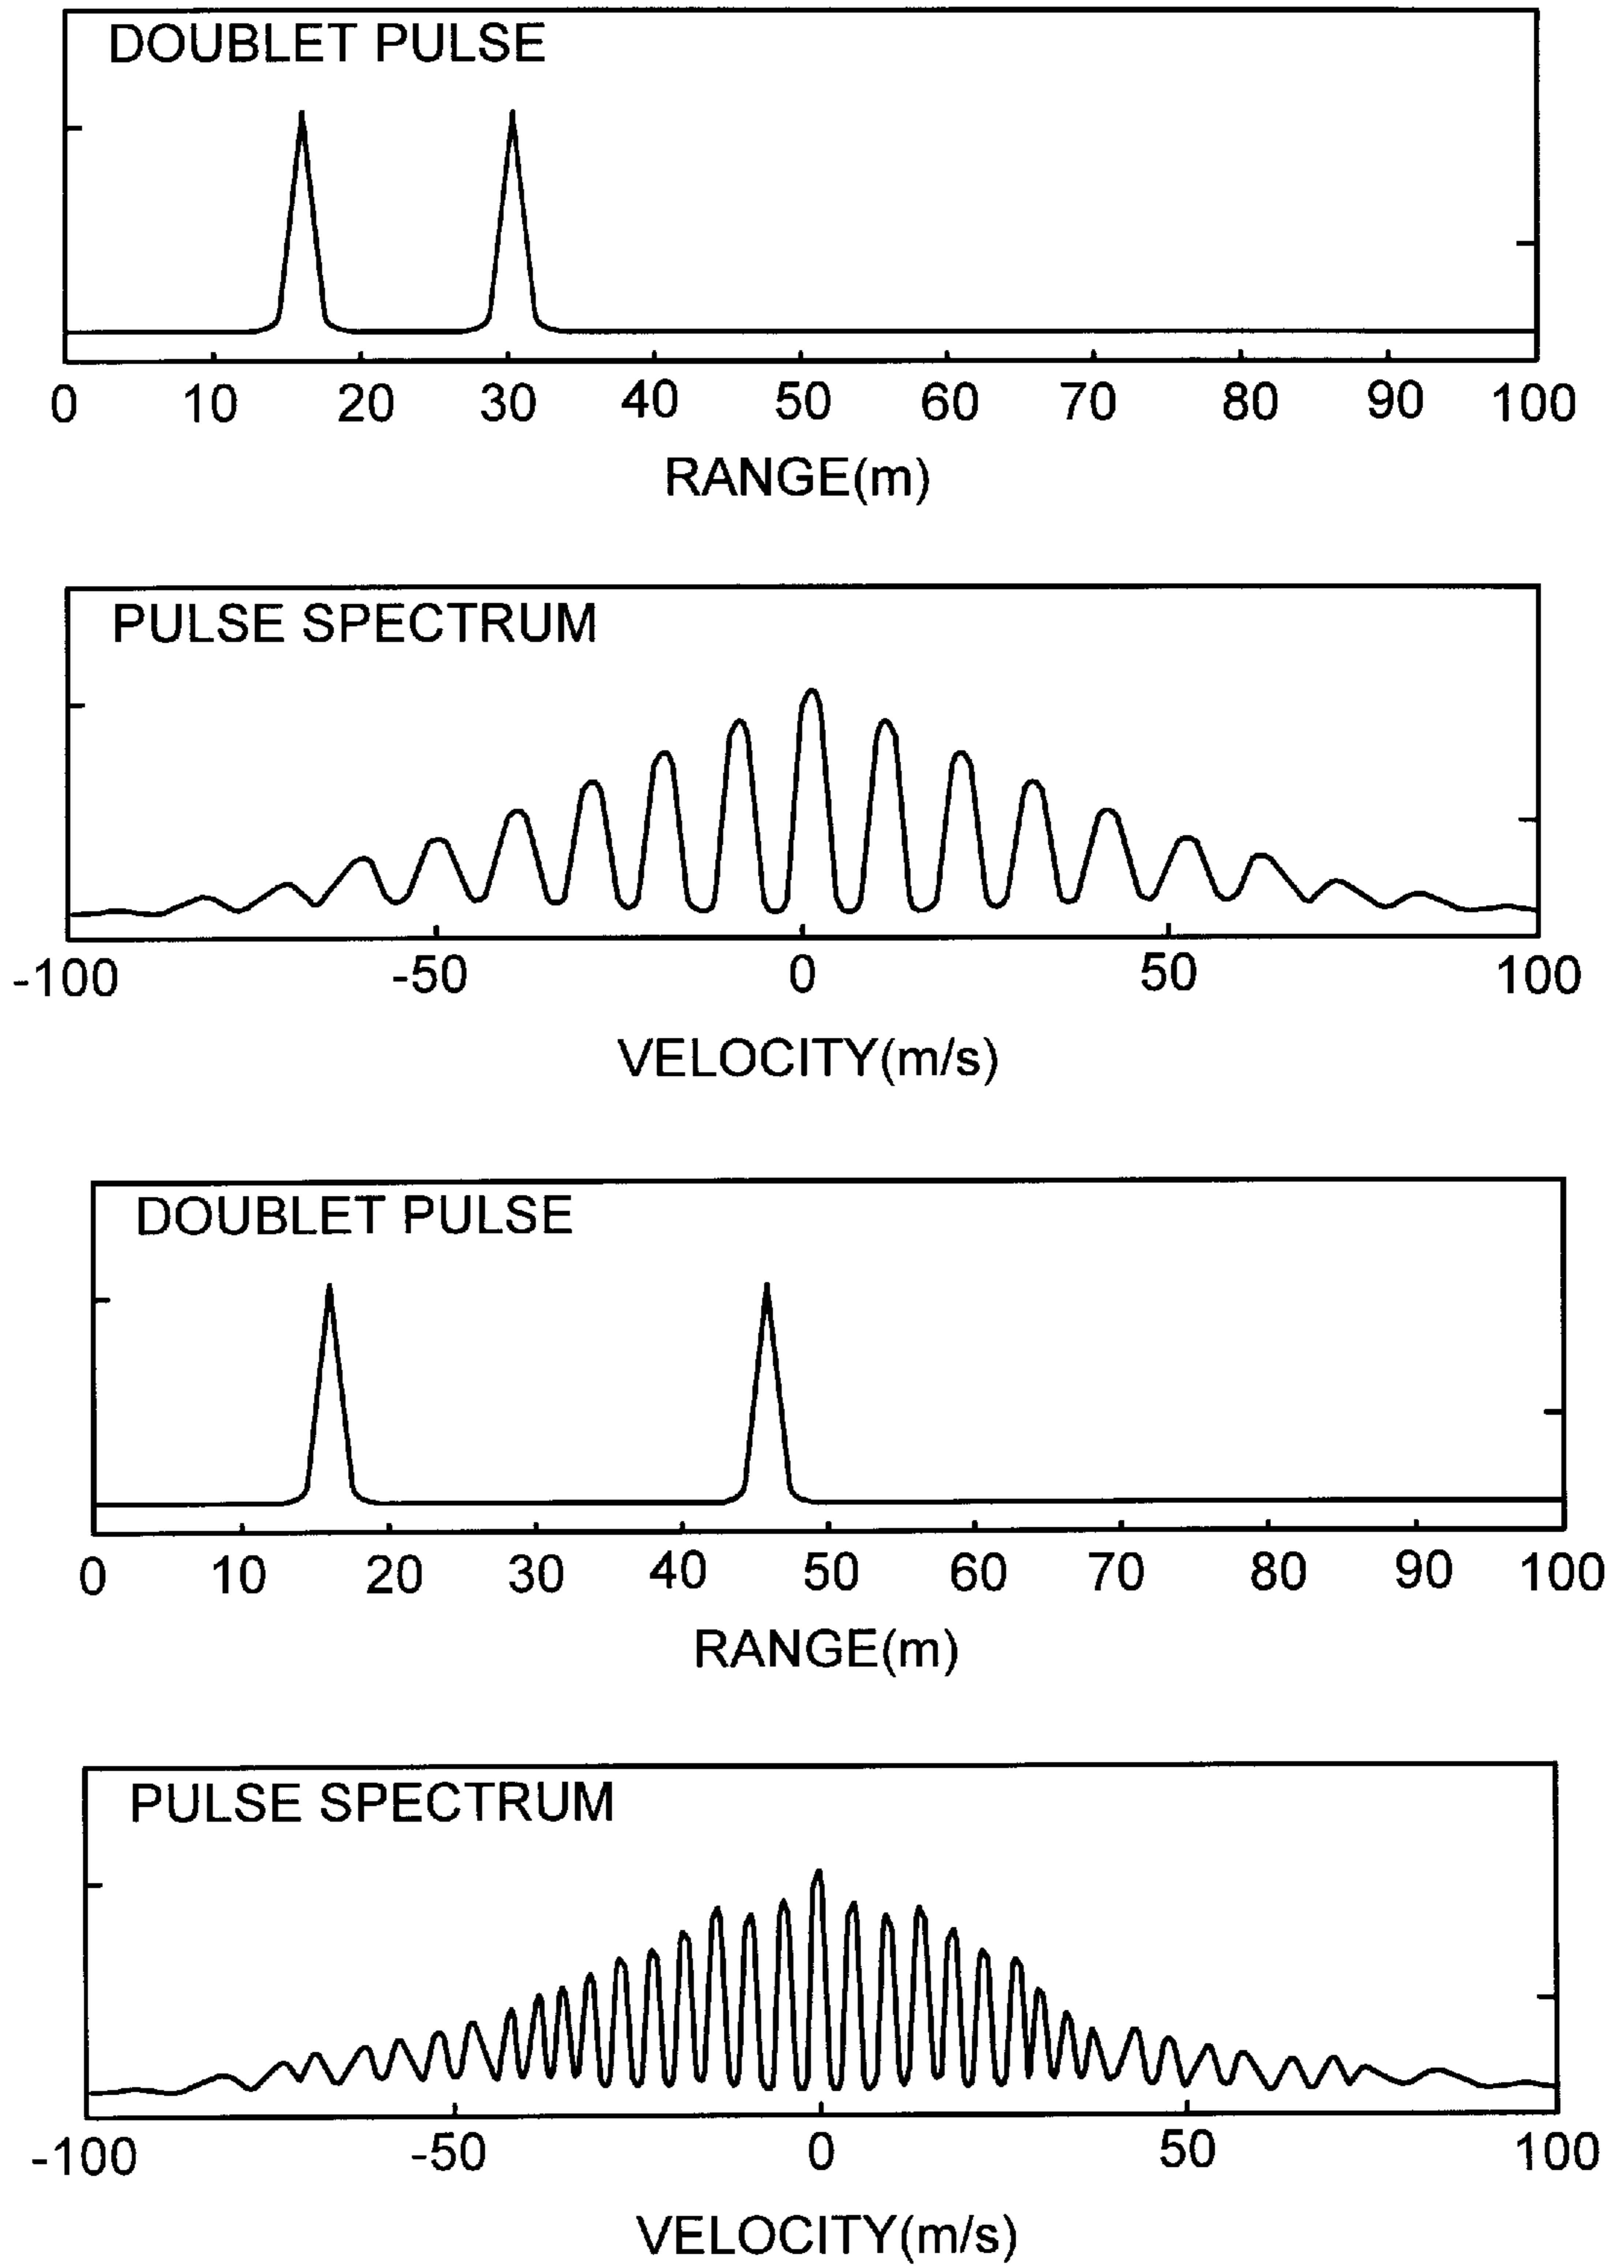 DOUBLET PULSE
0 10 20 30 40 50 60 70 80 90 100
RANGE(m)
PULSE SPECTRUM
-100 -50 0 50 100
VELOCITY(m/s)
DOUBLET PULSE
0 10 20 30 40 50 60 70 80 90 100
RANGE(m)
PULSE SPECTRUM
-100 -50 0 50 100
VELOCITY(m/s)